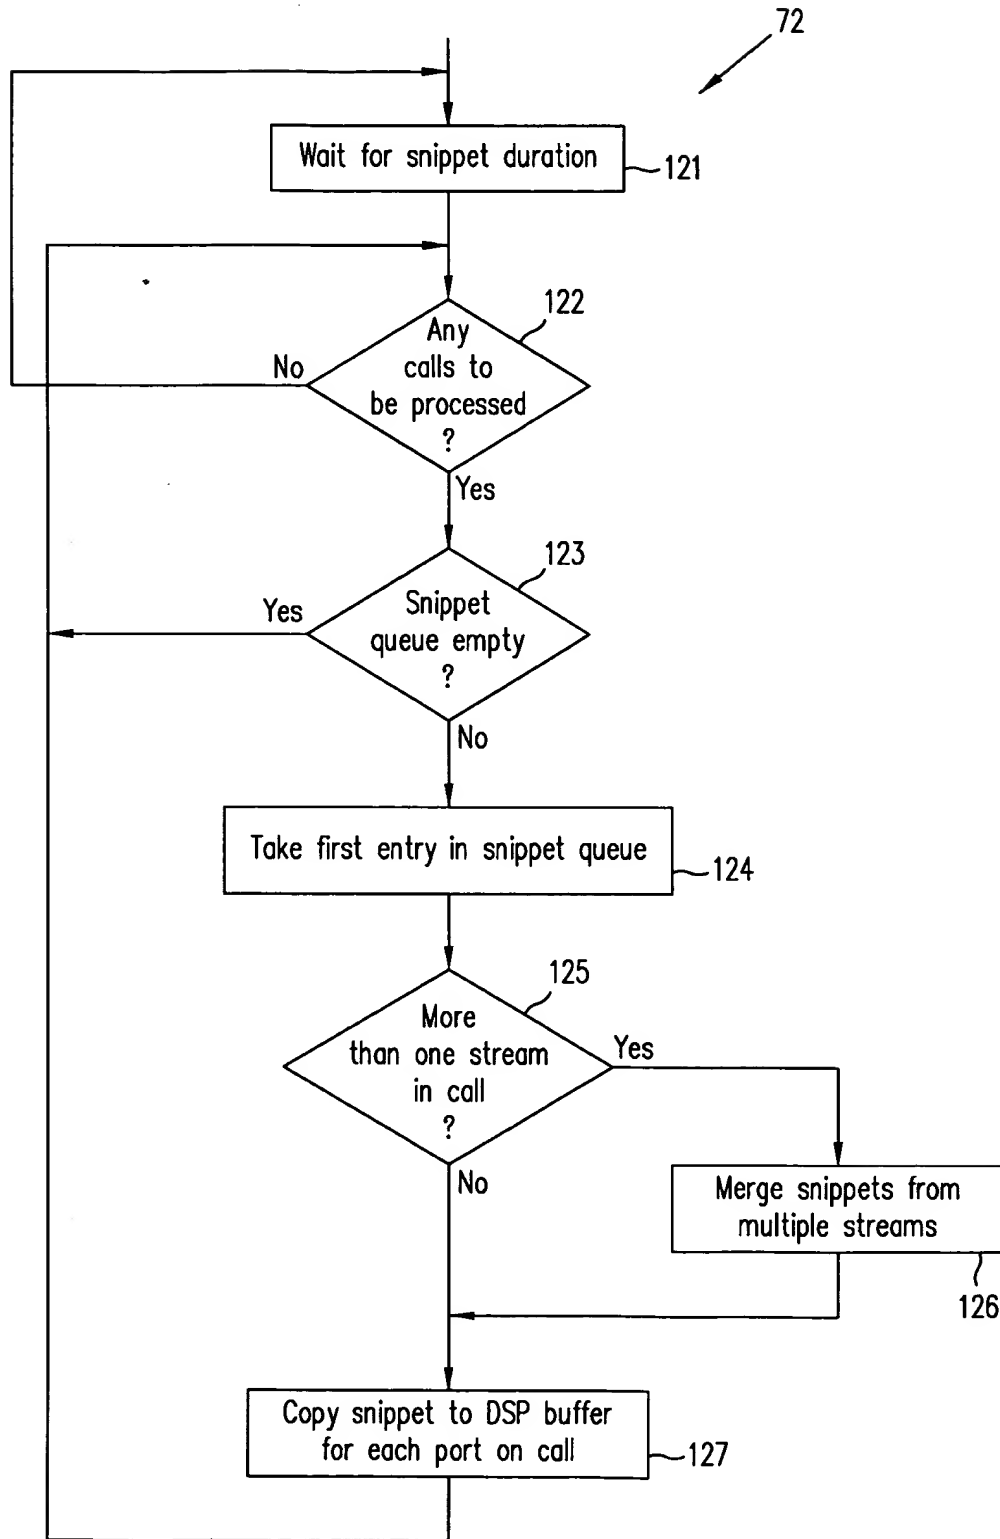 72
Wait for snippet duration
121
122
Any
calls to
be processed
?
No
Yes
123
Snippet
queue empty
?
Yes
No
Take first entry in snippet queue
124
125
More
than one stream
in call
?
Yes
No
Merge snippets from
multiple streams
126
Copy snippet to DSP buffer
for each port on call
127